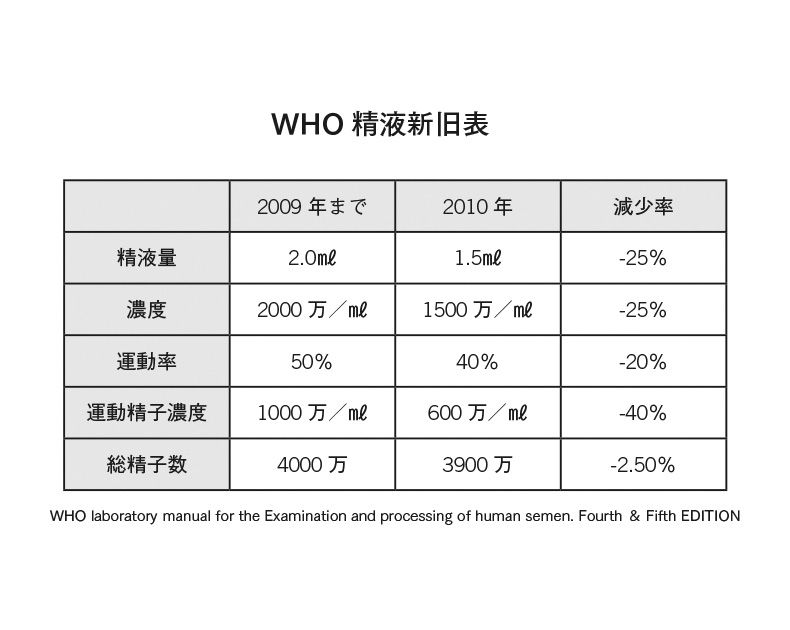 WHO 精液新旧表
2009 年まで 2010 年 減少率
精液量 2.0㎖ 1.5㎖ -25%
濃度 2000 万／㎖ 1500 万／㎖ -25%
運動率 50% 40% -20%
運動精子濃度 1000 万／㎖ 600 万／㎖ -40%
総精子数 4000 万 3900 万 -2.50%
WHO laboratory manual for the Examination and processing of human semen. Fourth & Fifth EDITION